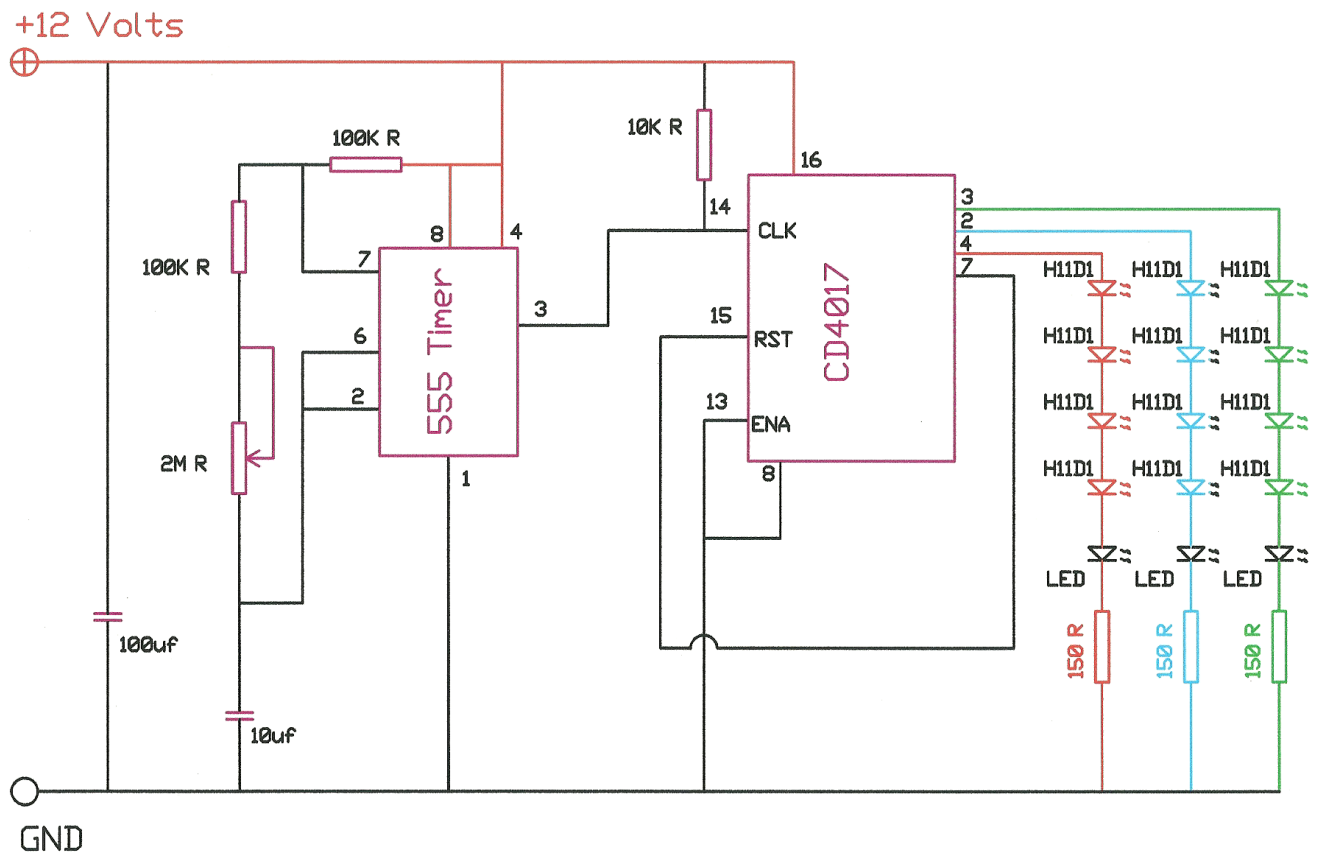 +12 Volts
100K R
10K R
16
14
3
2
4
7
8
4
CLK
100K R
7
H11D1 H11D1 H11D1
555 Timer
3
CD4017
15
RST
6
H11D1 H11D1 H11D1
2
13
ENA
H11D1 H11D1 H11D1
2M R
1
8
H11D1 H11D1 H11D1
LED LED LED
100uf
150 R
150 R
150 R
10uf
GND